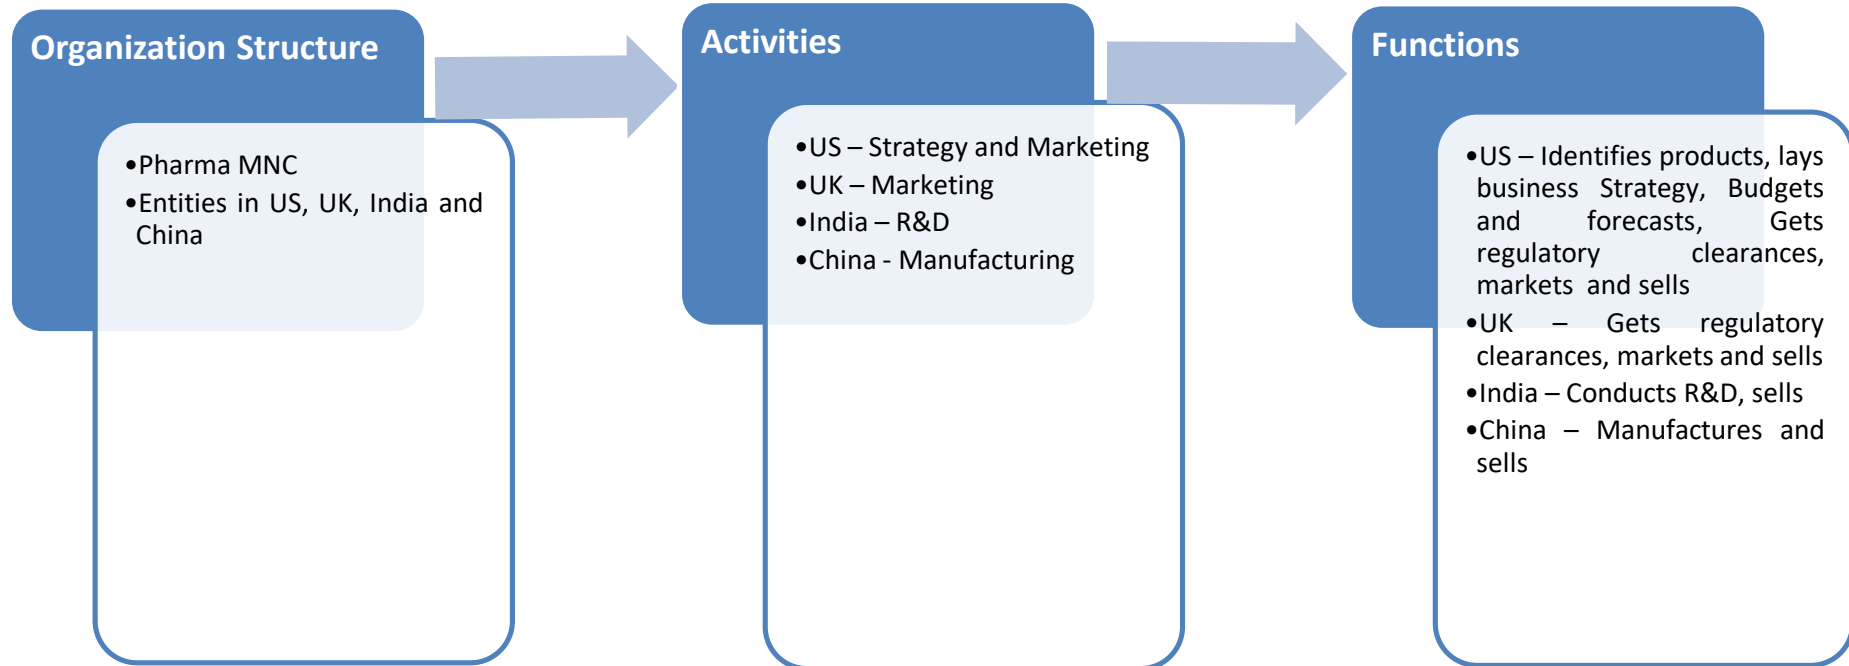 Organization Structure
•Pharma MNC
•Entities in US, UK, India and
China
Activities
•US – Strategy and Marketing
•UK – Marketing
•India – R&D
•China - Manufacturing
Functions
•US – Identifies products, lays
business Strategy, Budgets
and forecasts, Gets
regulatory clearances,
markets and sells
•UK – Gets regulatory
clearances, markets and sells
•India – Conducts R&D, sells
•China – Manufactures and
sells